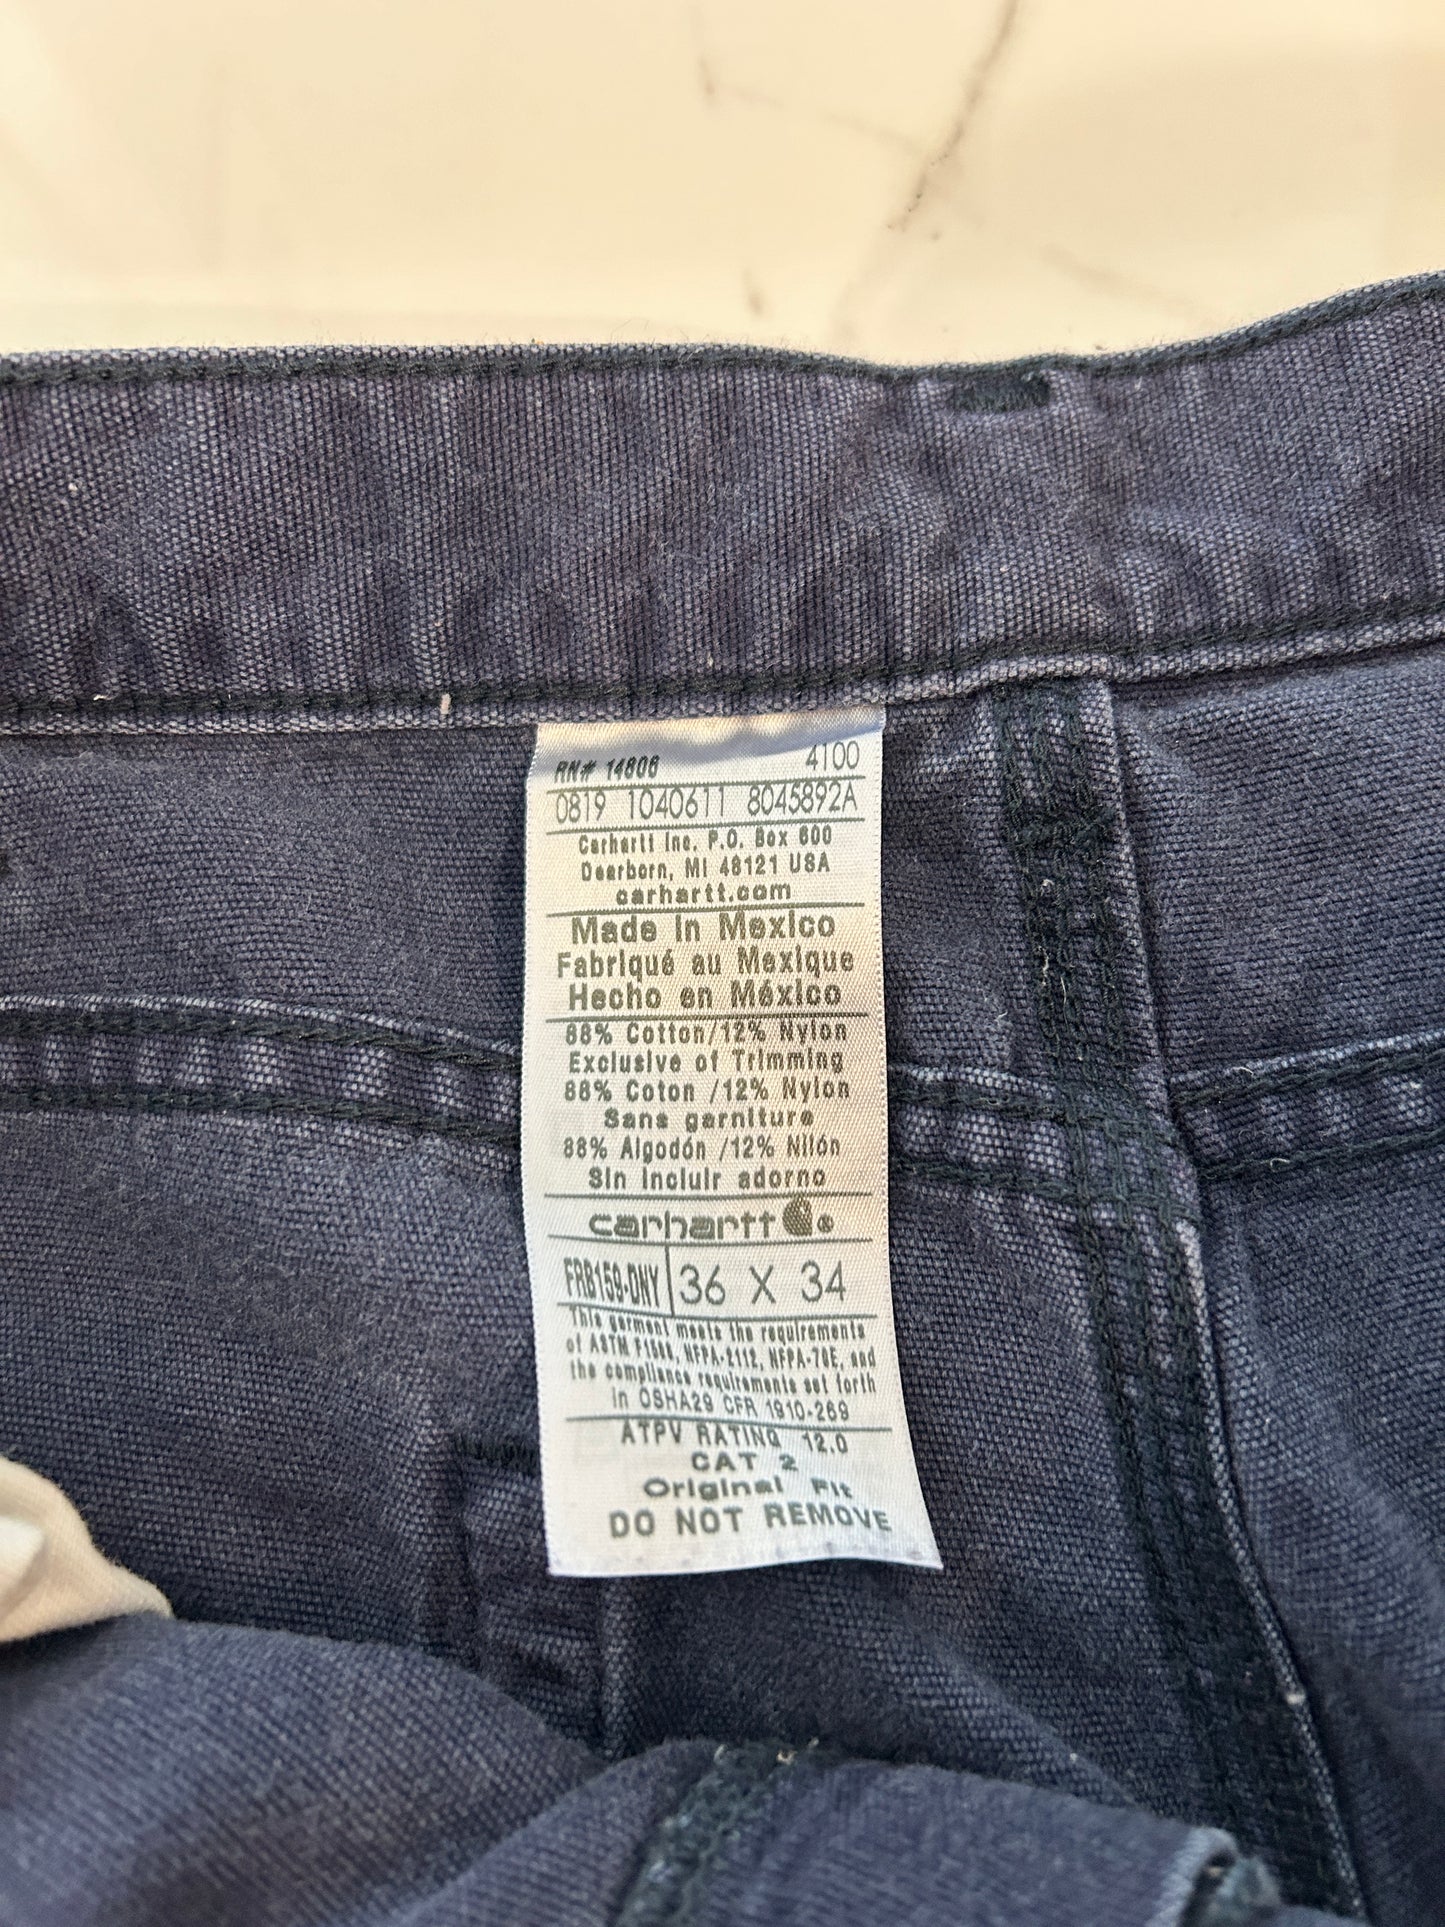 RN# 14806 4100
0819 1040611 8045892A
Carhartt Inc. P.O. Box 600
Dearborn, MI 48121 USA
carhartt.com
Made in Mexico
Fabriqué au Mexique
Hecho en México
88% Cotton/12% Nylon
Exclusive of Trimming
88% Coton /12% Nylon
Sans garniture
88% Algodón /12% Nilón
Sin incluir adorno
carhartt ®
FRB159-DNY 36 X 34
This garment meets the requirements
of ASTM F1506, NFPA-2112, NFPA-70E, and
the compliance requirements set forth
in OSHA29 CFR 1910-269
ATPV RATING 12.0
CAT 2
Original Fit
DO NOT REMOVE